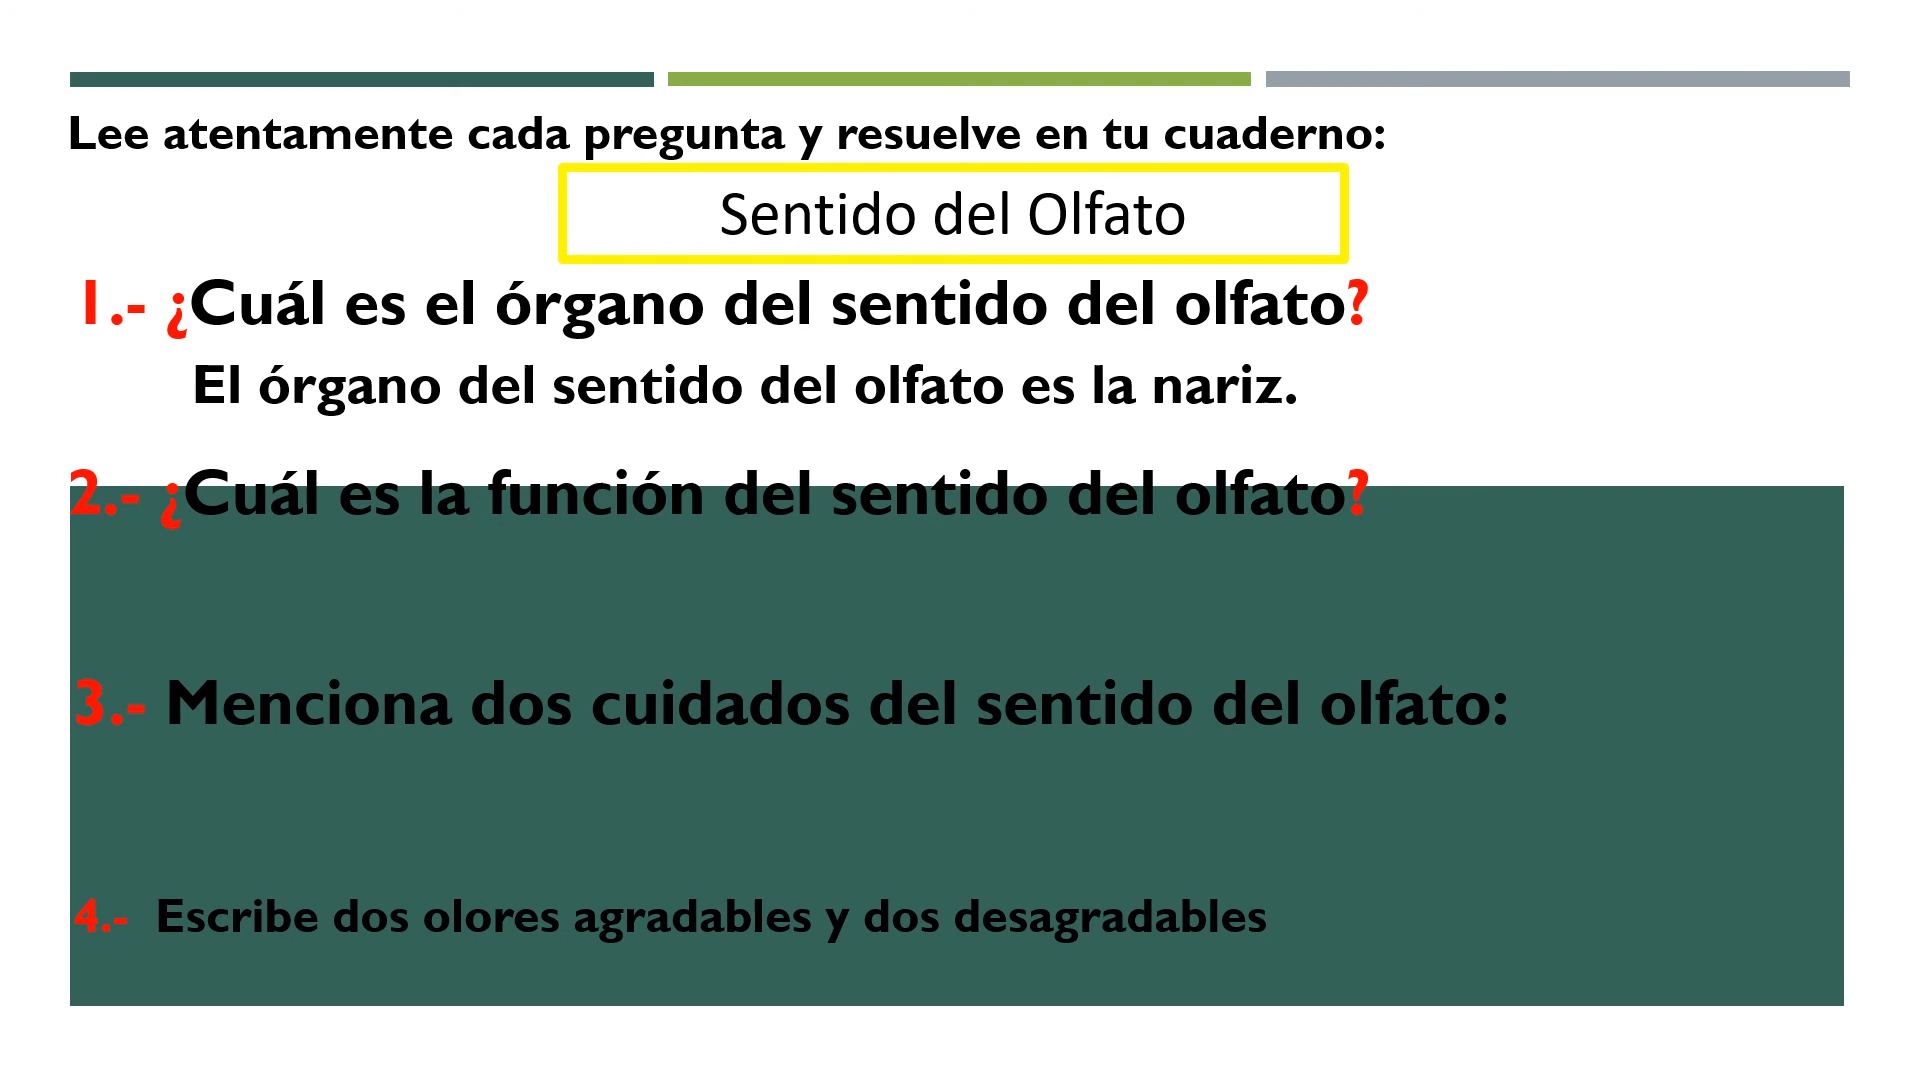 Lee atentamente cada pregunta y resuelve en tu cuaderno:
Sentido del Olfato
1.- ¿Cuál es el órgano del sentido del olfato?
El órgano del sentido del olfato es la nariz.
2.- ¿Cuál es la función del sentido del olfato?
3.- Menciona dos cuidados del sentido del olfato:
4.- Escribe dos olores agradables y dos desagradables